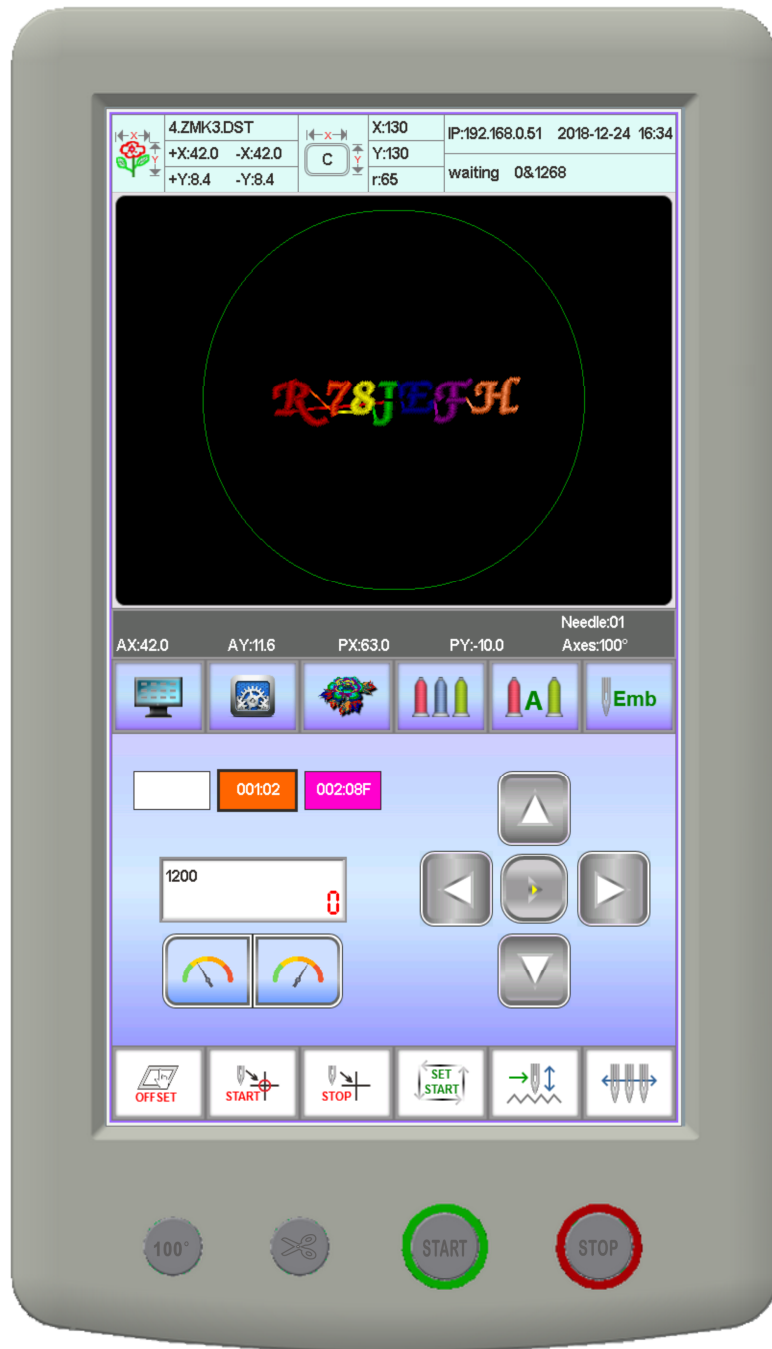 4.ZMK3.DST
X
Y
+X:42.0 -X:42.0
+Y:8.4 -Y:8.4
X
C
Y
X:130
Y:130
r:65
IP:192.168.0.51 2018-12-24 16:34
waiting 0&1268
RZ8JEFH
Needle:01
AX:42.0 AY:11.6 PX:63.0 PY:-10.0 Axes:100°
A
Emb
001:02 002:08F
1200
0
OFFSET
START
STOP
SET
START
100° START STOP